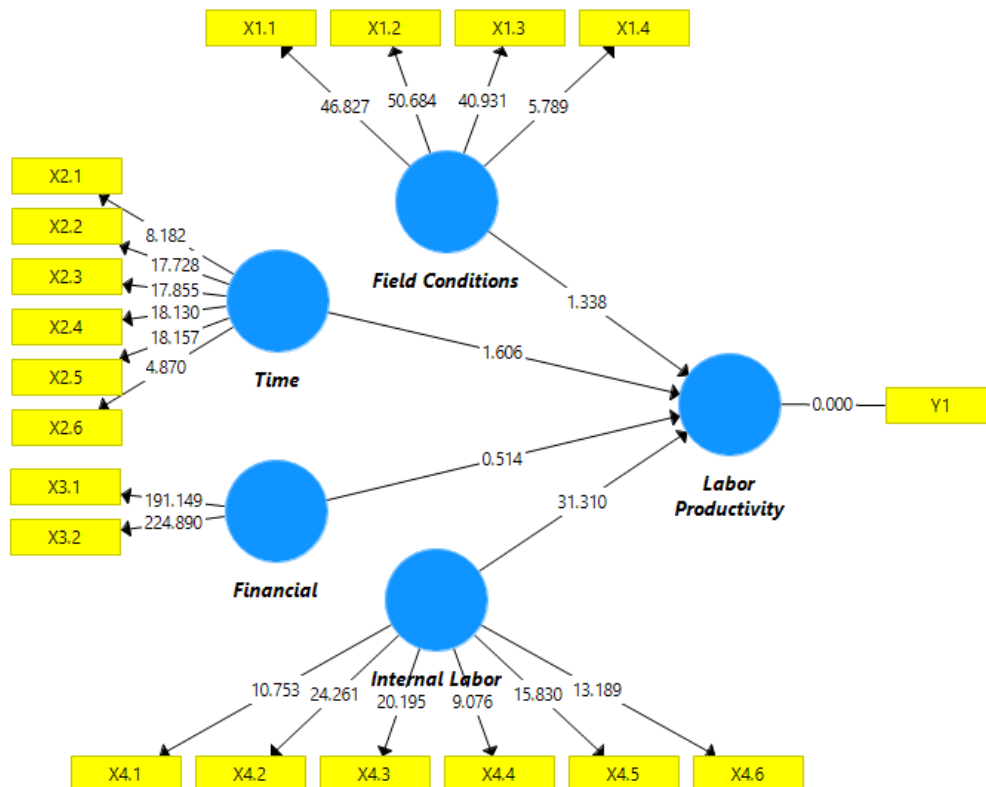 X1.1
X1.2
X1.3
X1.4
46.827
50.684
40.931
5.789
X2.1
X2.2
X2.3
X2.4
X2.5
X2.6
8.182
17.728
17.855
18.130
18.157
4.870
Field Conditions
1.338
Time
1.606
0.000
Y1
Labor
Productivity
X3.1
X3.2
191.149
224.890
0.514
Financial
31.310
Internal Labor
10.753
24.261
20.195
9.076
15.830
13.189
X4.1
X4.2
X4.3
X4.4
X4.5
X4.6